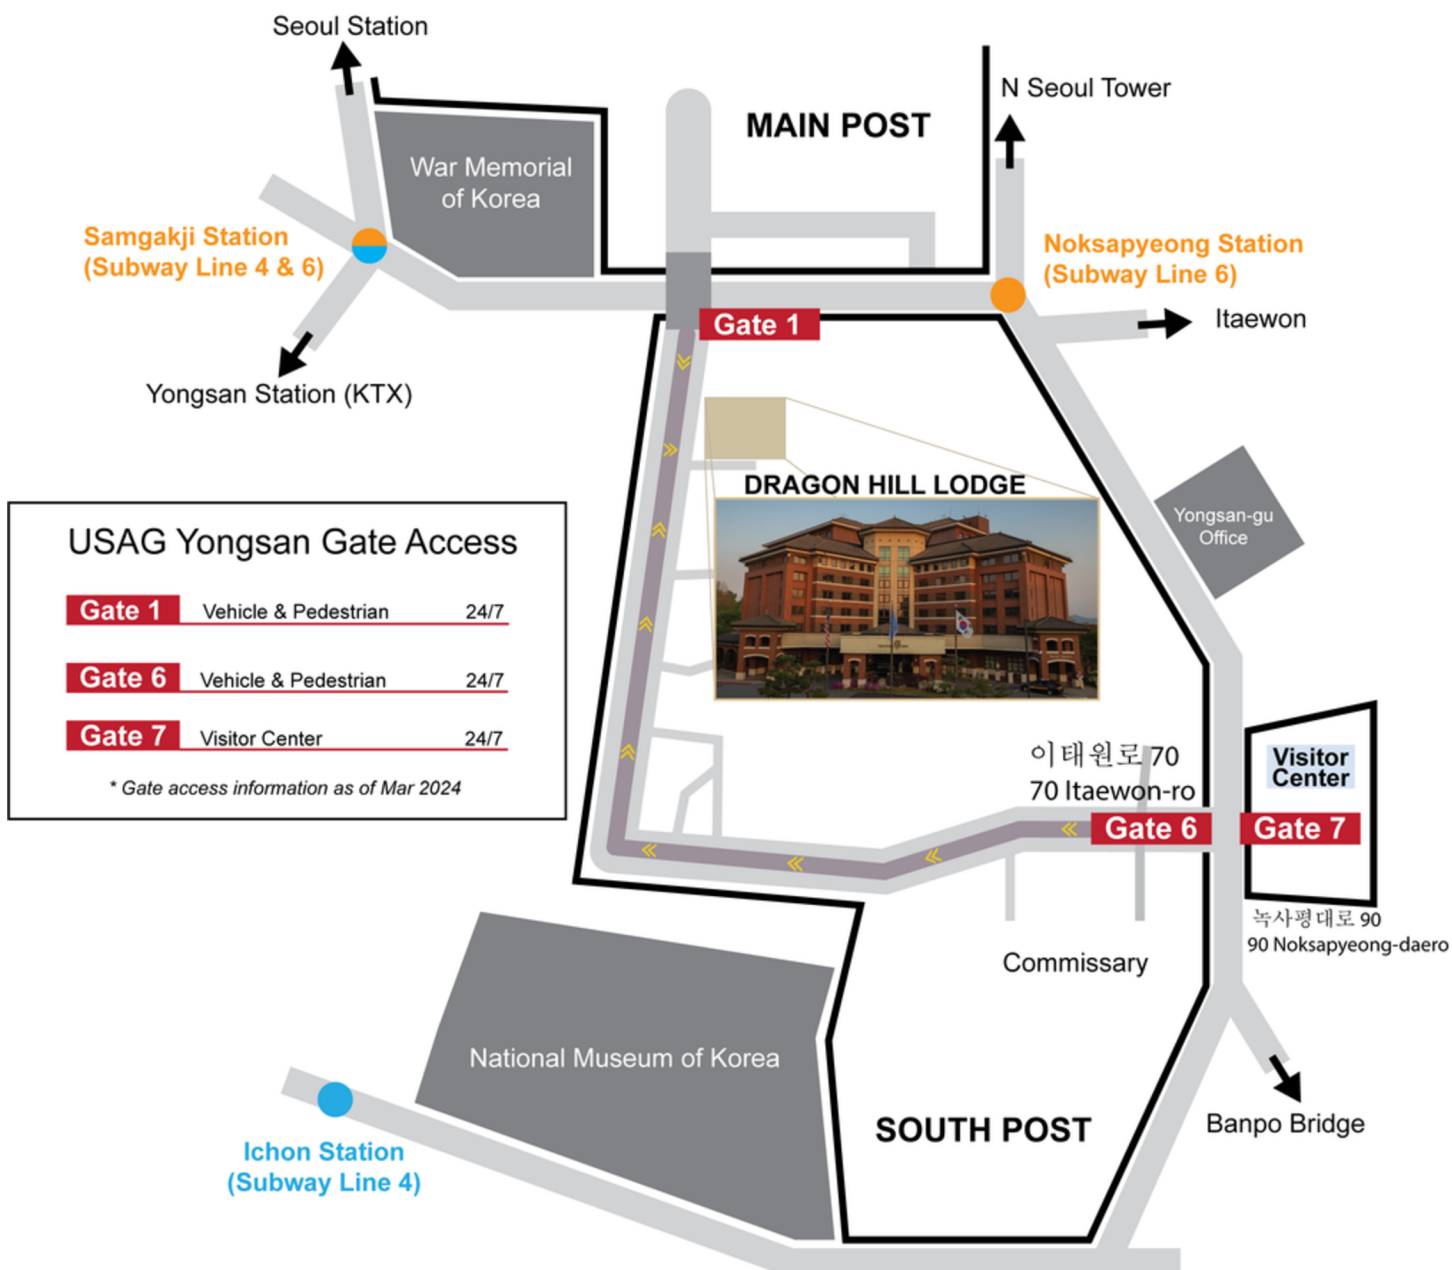 Seoul Station
N Seoul Tower
MAIN POST
War Memorial
of Korea
Samgakji Station
(Subway Line 4 & 6)
Noksapyeong Station
(Subway Line 6)
Gate 1
Itaewon
Yongsan Station (KTX)
DRAGON HILL LODGE
Yongsan-gu
Office
USAG Yongsan Gate Access
Gate 1 Vehicle & Pedestrian 24/7
Gate 6 Vehicle & Pedestrian 24/7
Gate 7 Visitor Center 24/7
* Gate access information as of Mar 2024
이태원로 70
70 Itaewon-ro
Visitor
Center
Gate 6
Gate 7
녹사평대로 90
90 Noksapyeong-daero
Commissary
National Museum of Korea
Ichon Station
(Subway Line 4)
SOUTH POST
Banpo Bridge